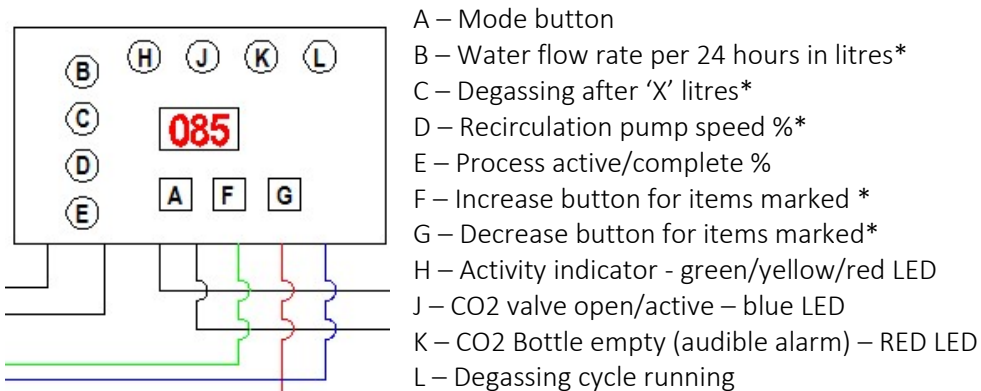 B
H
J
K
L
C
085
D
A
F
G
E
A – Mode button
B – Water flow rate per 24 hours in litres*
C – Degassing after ‘X’ litres*
D – Recirculation pump speed %*
E – Process active/complete %
F – Increase button for items marked *
G – Decrease button for items marked*
H – Activity indicator - green/yellow/red LED
J – CO2 valve open/active – blue LED
K – CO2 Bottle empty (audible alarm) – RED LED
L – Degassing cycle running